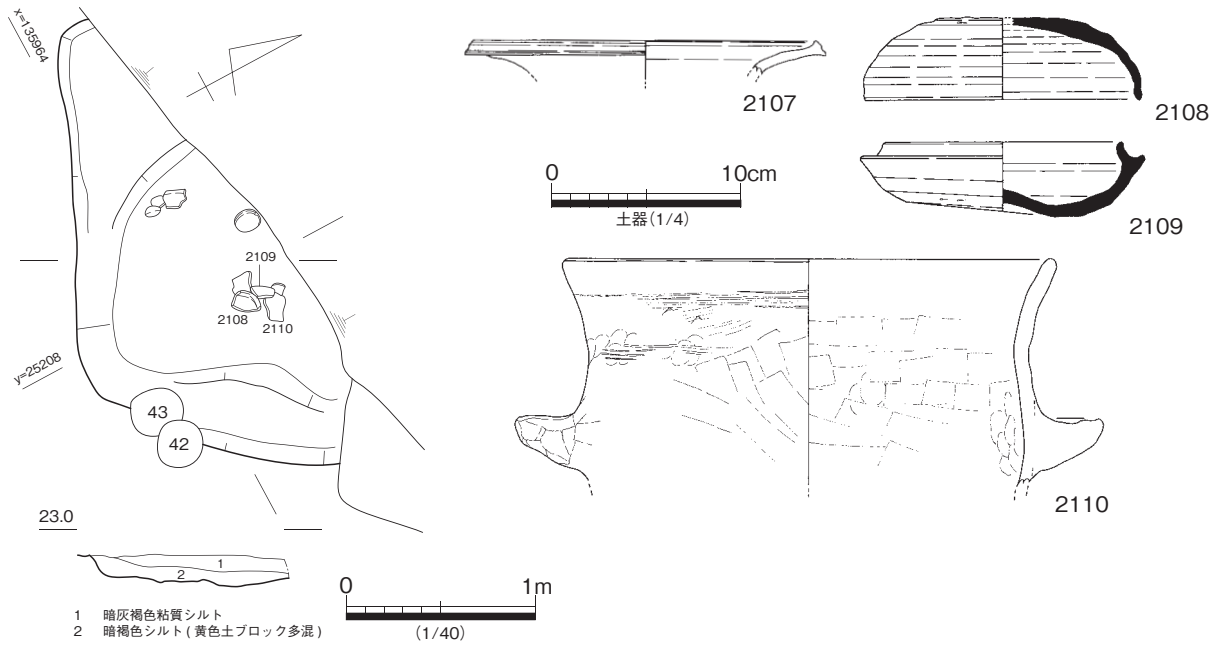 x=135964
2109
2108
2110
y=25208
43
42
23.0
1
2
1 暗灰褐色粘質シルト
2 暗褐色シルト(黄色土ブロック多混)
0 1m
(1/40)
2107
2108
0 10cm
土器(1/4)
2109
2110